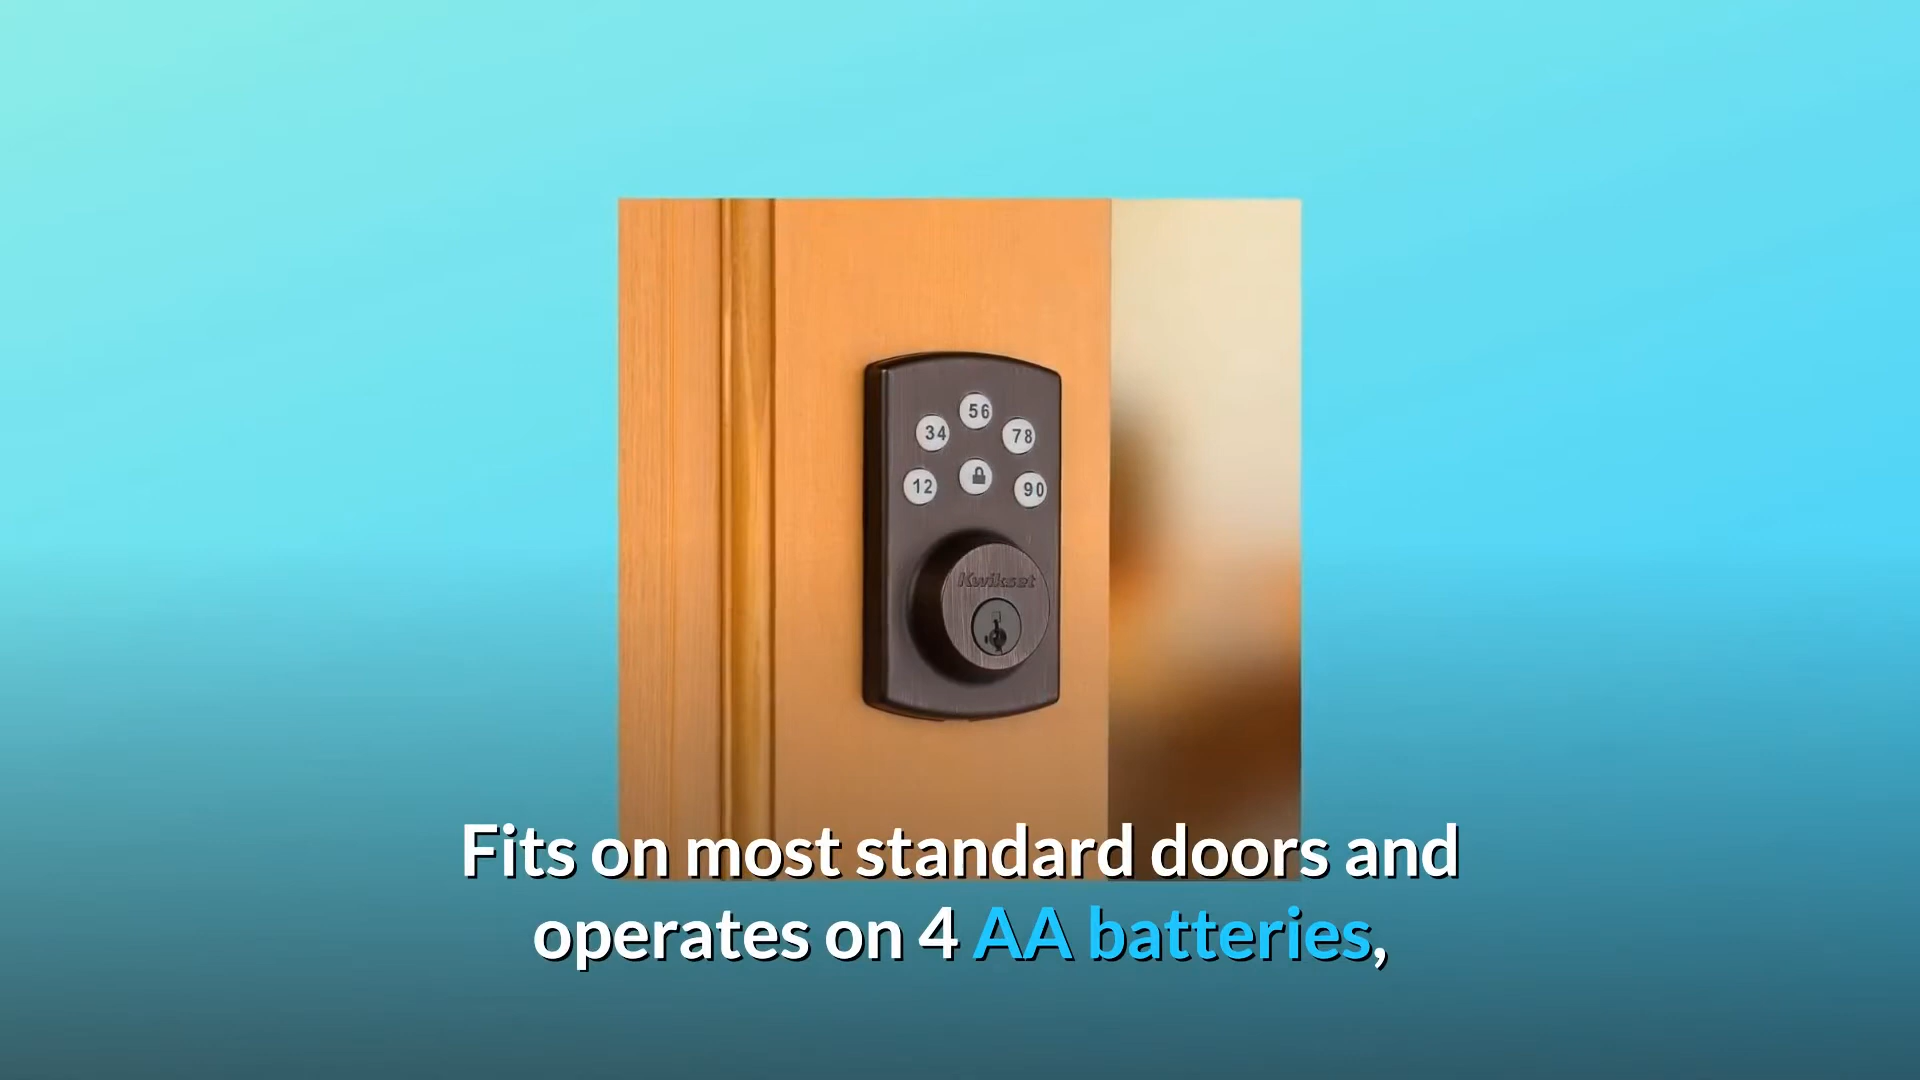 56
34 78
12 90
Kwikset
Fits on most standard doors and
operates on 4 AA batteries,